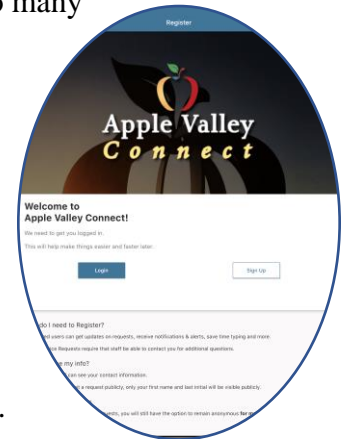 o many
Register
Apple Valley
Connect
Welcome to
Apple Valley Connect!
We need to get you logged in.
This will help make things easier and faster later.
Login
Sign Up
do I need to Register?
users can get updates on requests, receive notifications & alerts, save time typing and more
Requests require that staff be able to contact you for additional questions.
my info?
can see your contact information.
a request publicly, only your first name and last initial will be visible publicly.
you will still have the option to remain anonymous
.